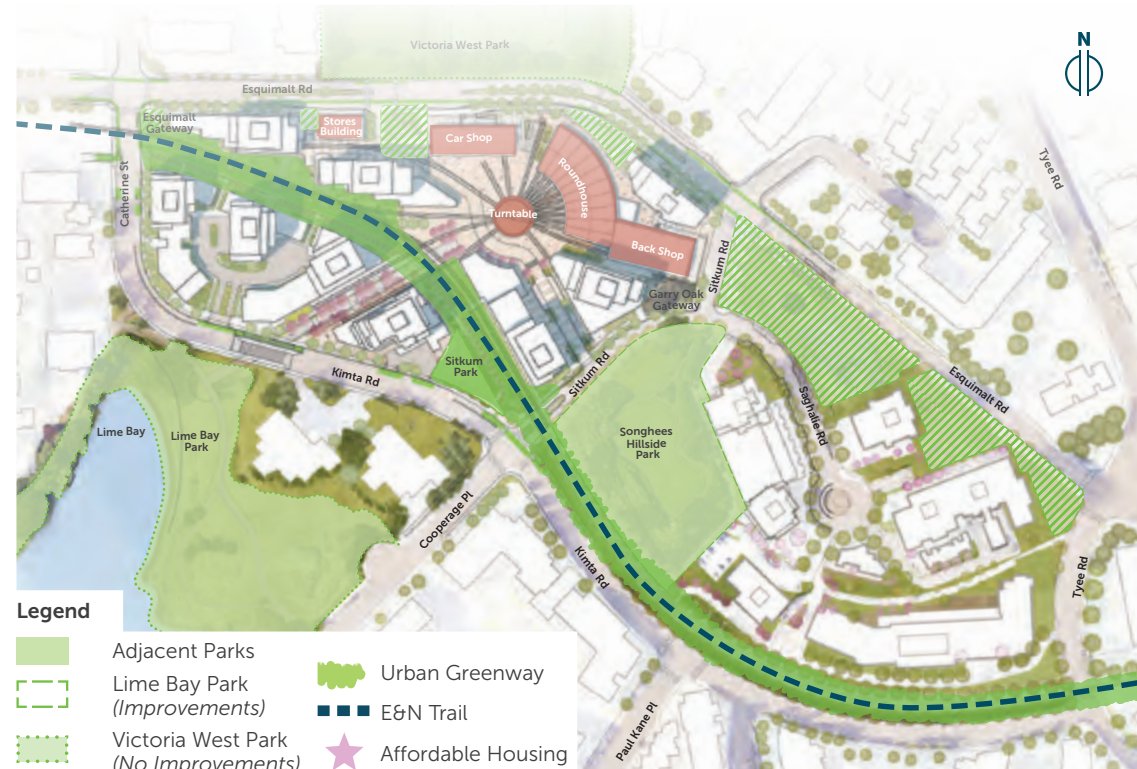 N
Victoria West Park
Esquimalt Rd
Esquimalt
Gateway
Stores
Building
Car Shop
Roundhouse
Turntable
Back Shop
Catherine St
Tyee Rd
Sitkum Rd
Garry Oak
Gateway
Sitkum
Park
Sitkum Rd
Kimta Rd
Lime Bay
Lime Bay
Park
Songhees
Hillside
Park
Saghalie Rd
Esquimalt Rd
Cooperage Pl
Kimta Rd
Tyee Rd
Paul Kane Pl
Legend
Adjacent Parks
Lime Bay Park
(Improvements)
Victoria West Park
(No Improvements)
Urban Greenway
E&N Trail
Affordable Housing